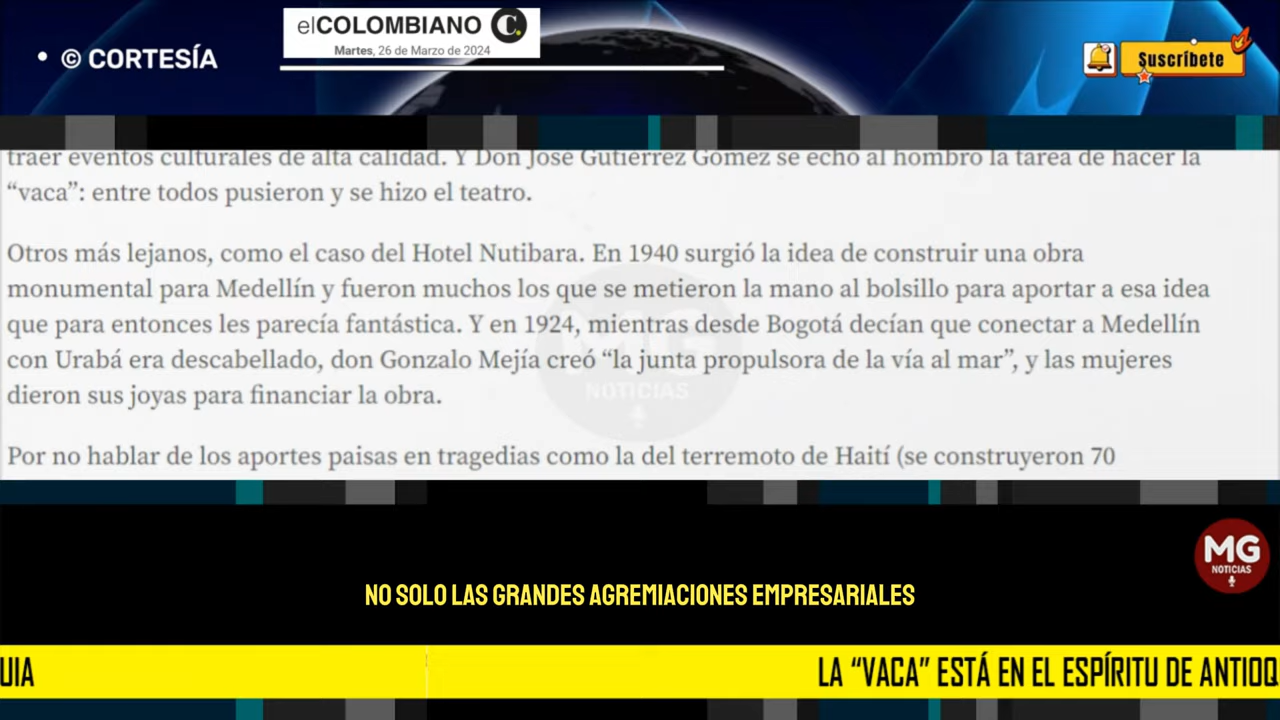 • © CORTESÍA
elCOLOMBIANO C.
Martes, 26 de Marzo de 2024
Suscríbete
traer eventos culturales de alta calidad. Y Don José Gutiérrez Gómez se echó al hombro la tarea de hacer la
“vaca”: entre todos pusieron y se hizo el teatro.
Otros más lejanos, como el caso del Hotel Nutibara. En 1940 surgió la idea de construir una obra
monumental para Medellín y fueron muchos los que se metieron la mano al bolsillo para aportar a esa idea
que para entonces les parecía fantástica. Y en 1924, mientras desde Bogotá decían que conectar a Medellín
con Urabá era descabellado, don Gonzalo Mejía creó “la junta propulsora de la vía al mar”, y las mujeres
dieron sus joyas para financiar la obra.
Por no hablar de los aportes paisas en tragedias como la del terremoto de Haití (se construyeron 70
MG
NOTICIAS
MG
NOTICIAS
NO SOLO LAS GRANDES AGREMIACIONES EMPRESARIALES
UIA
LA “VACA” ESTÁ EN EL ESPÍRITU DE ANTIOQ